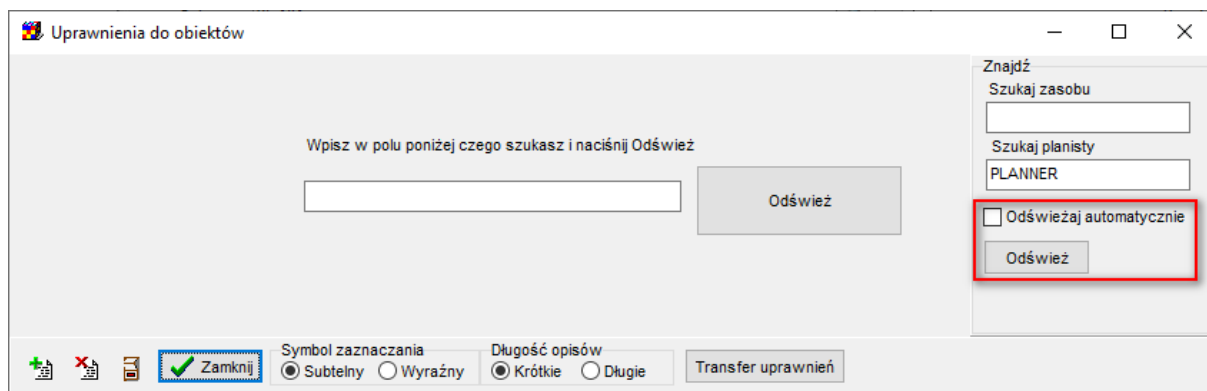 Uprawnienia do obiektów
Znajdź
Szukaj zasobu
Wpisz w polu poniżej czego szukasz i naciśnij Odśwież
Szukaj planisty
PLANNER
Odśwież
Odświeżaj automatycznie
Odśwież
Zamknij
Symbol zaznaczania
Subtelny
Wyraźny
Długość opisów
Krótkie
Długie
Transfer uprawnień